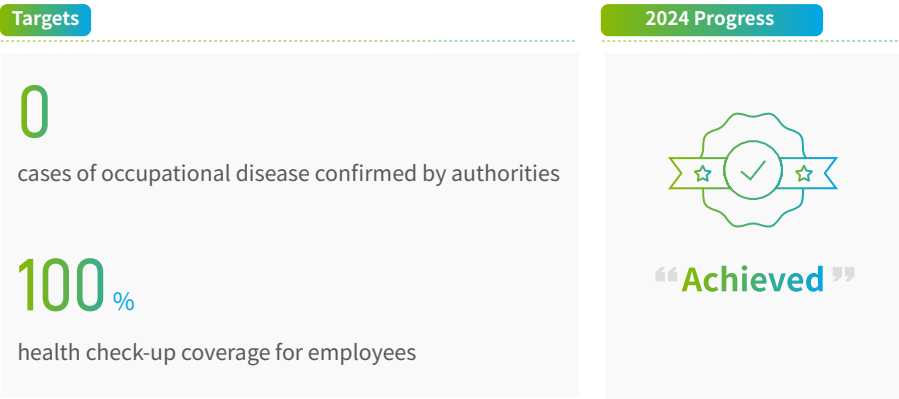 Targets
2024 Progress
0
cases of occupational disease confirmed by authorities
100 %
health check-up coverage for employees
“Achieved”